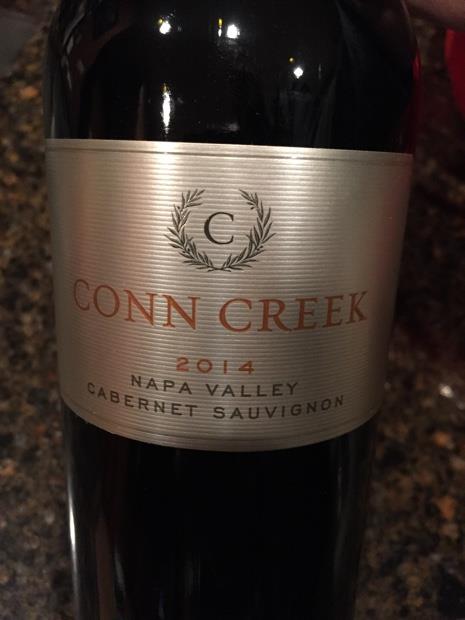 C
CONN CREEK
2014
NAPA VALLEY
CABERNET SAUVIGNON